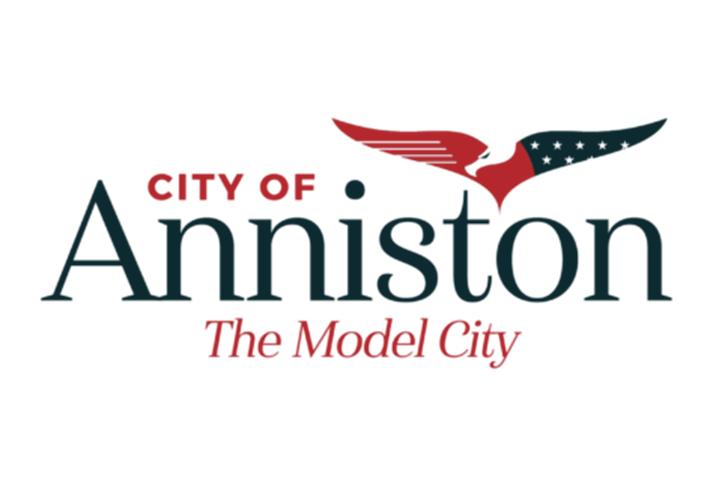 CITY OF
Anniston
The Model City